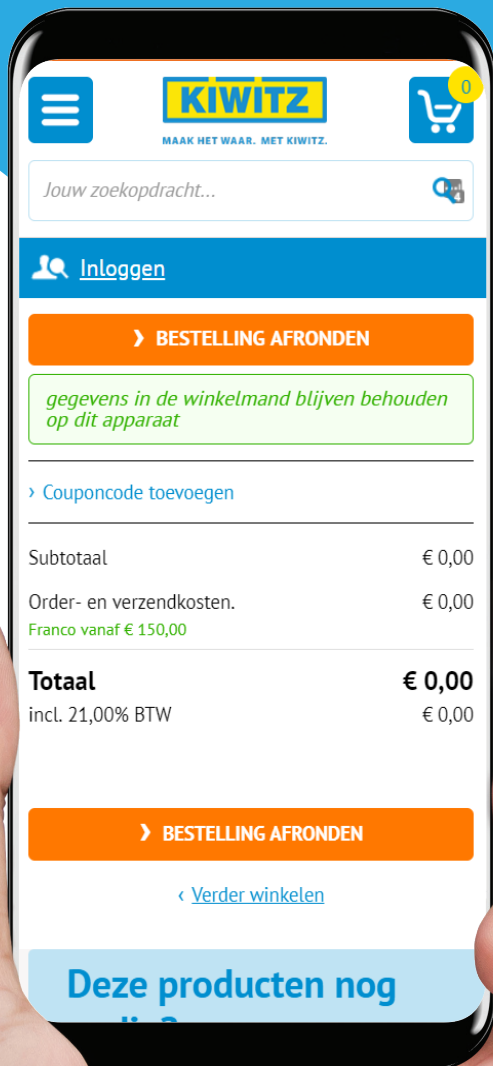 0
KIWITZ
MAAK HET WAAR. MET KIWITZ.
Jouw zoekopdracht...
4
Inloggen
❯ BESTELLING AFRONDEN
gegevens in de winkelmand blijven behouden
op dit apparaat
› Couponcode toevoegen
Subtotaal € 0,00
Order- en verzendkosten. € 0,00
Franco vanaf € 150,00
Totaal € 0,00
incl. 21,00% BTW € 0,00
❯ BESTELLING AFRONDEN
‹ Verder winkelen
Deze producten nog